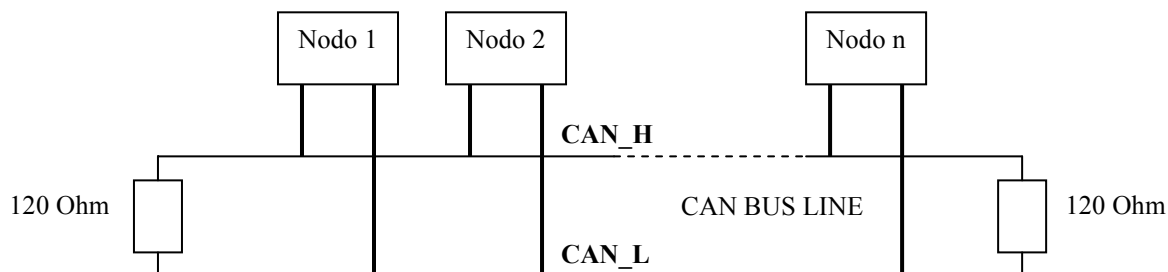 Nodo 1
Nodo 2
Nodo n
CAN_H
120 Ohm
CAN BUS LINE
120 Ohm
CAN_L